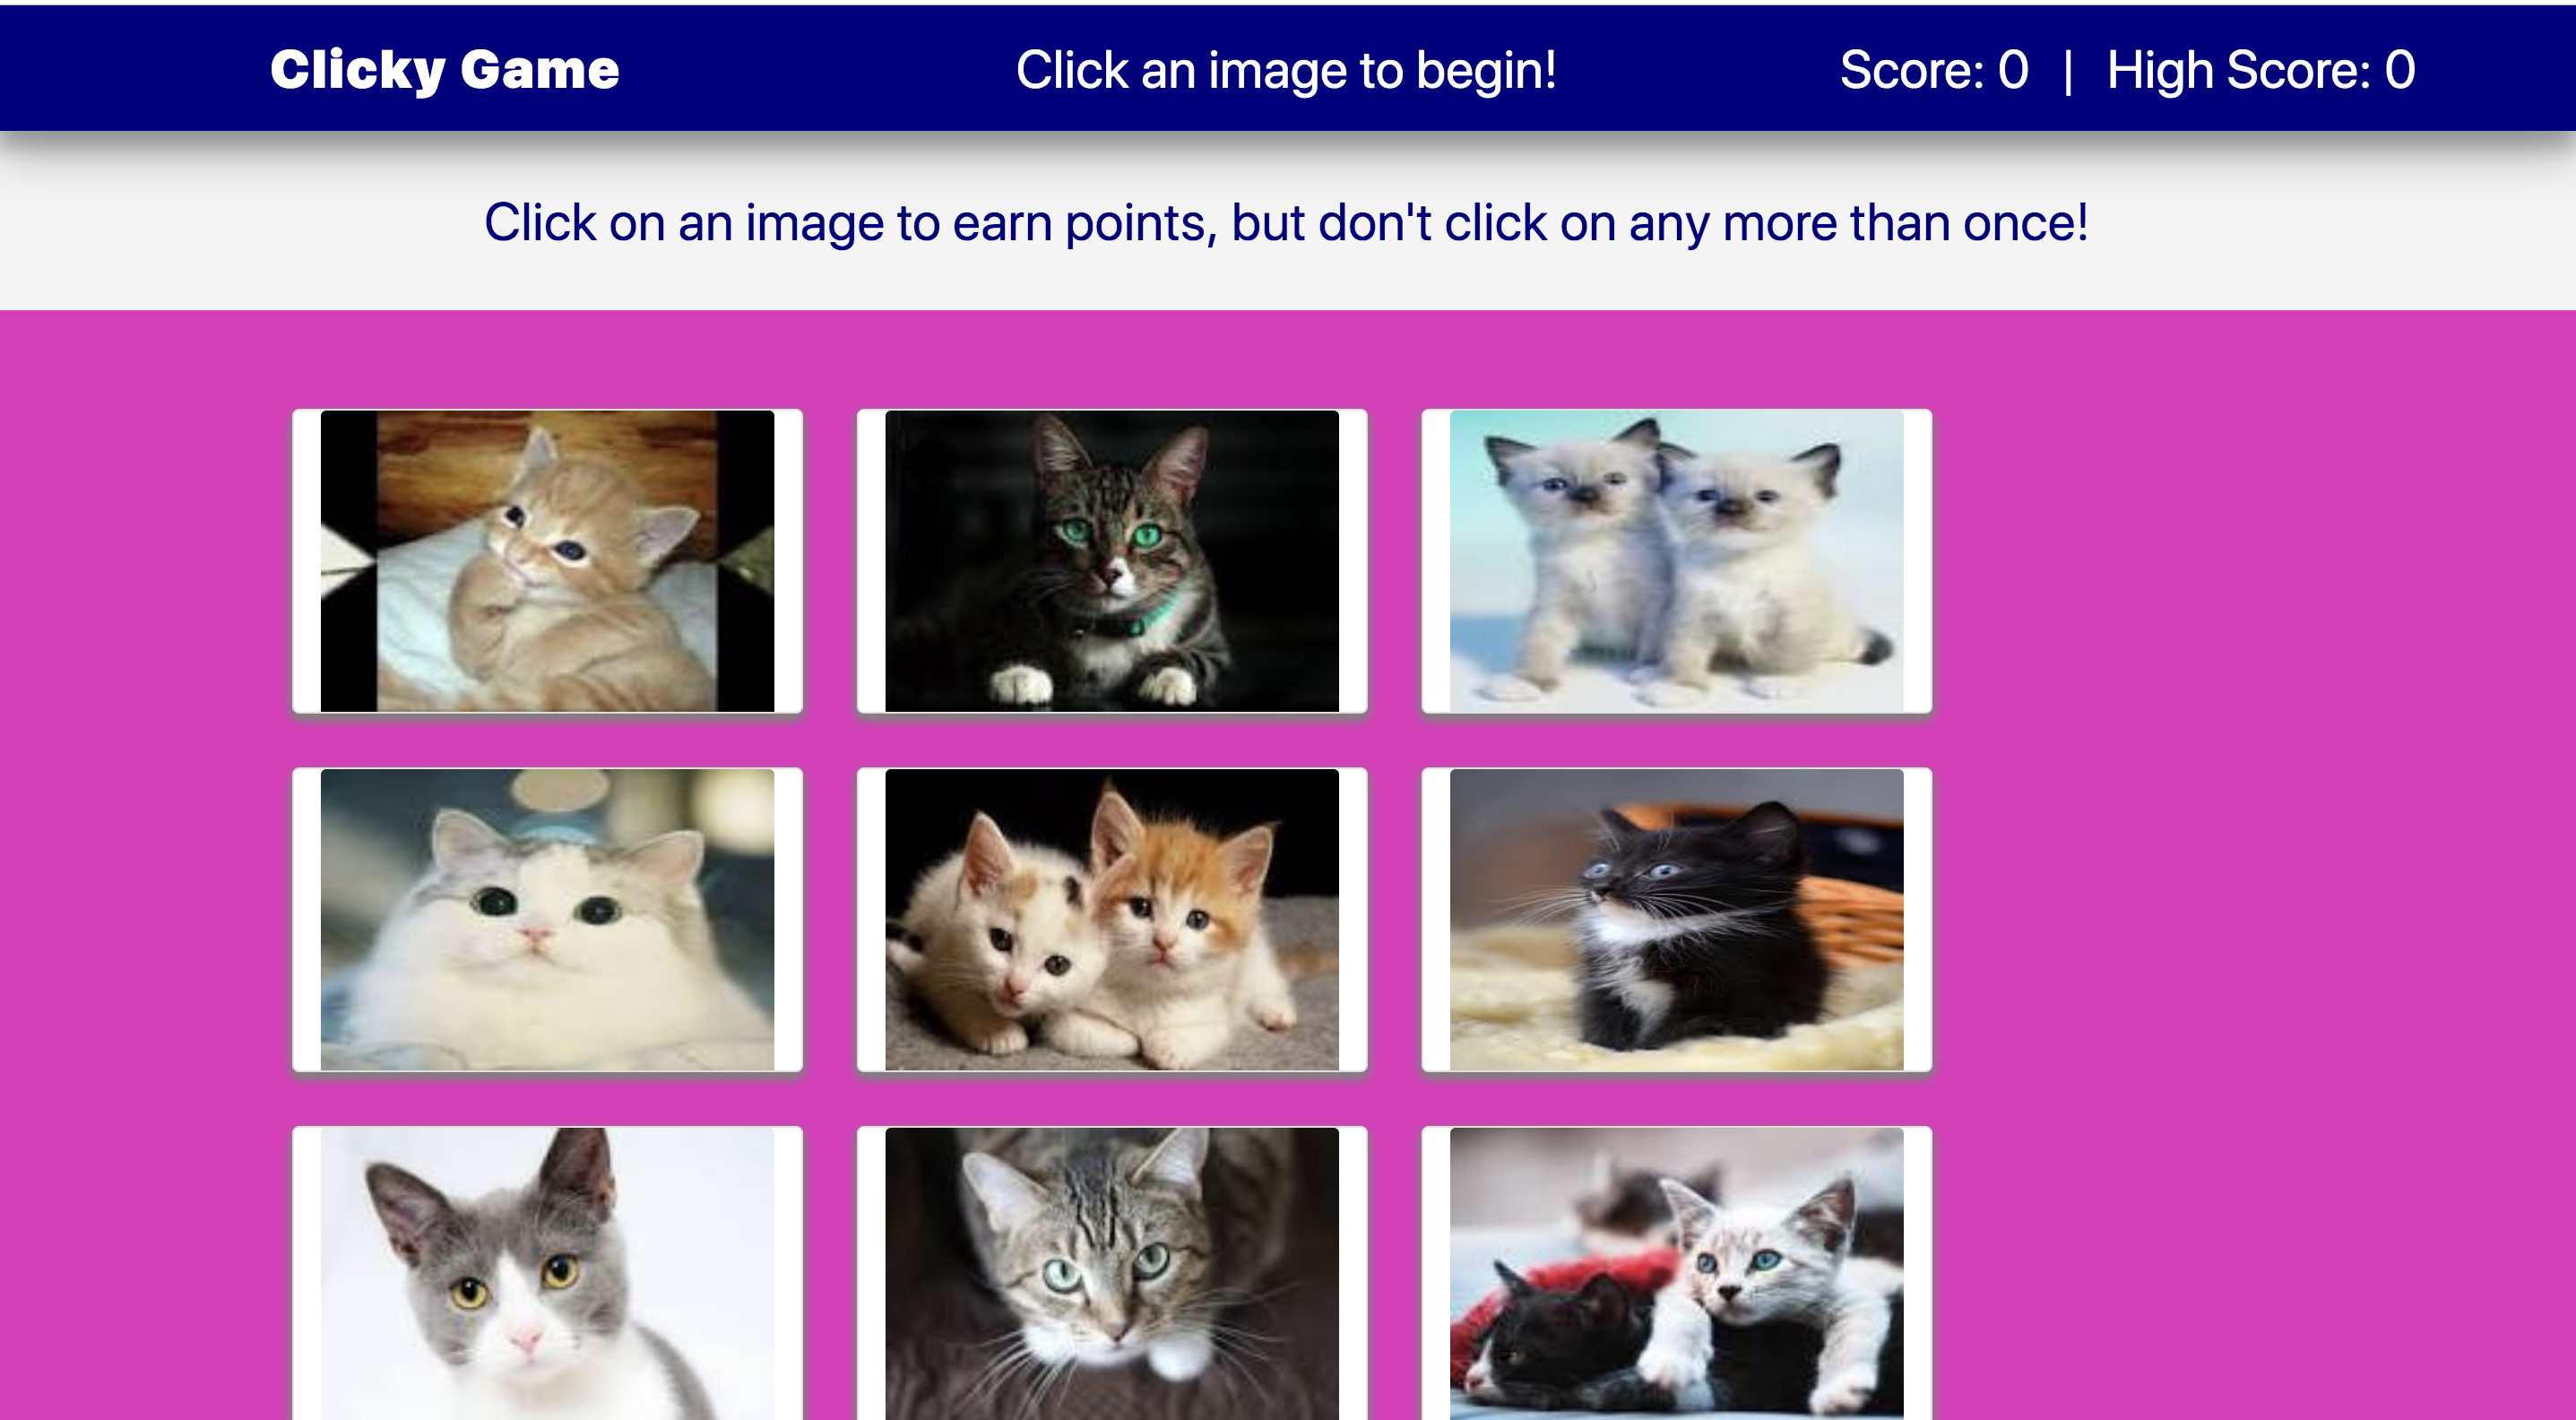 Clicky Game
Click an image to begin!
Score: 0 | High Score: 0
Click on an image to earn points, but don't click on any more than once!